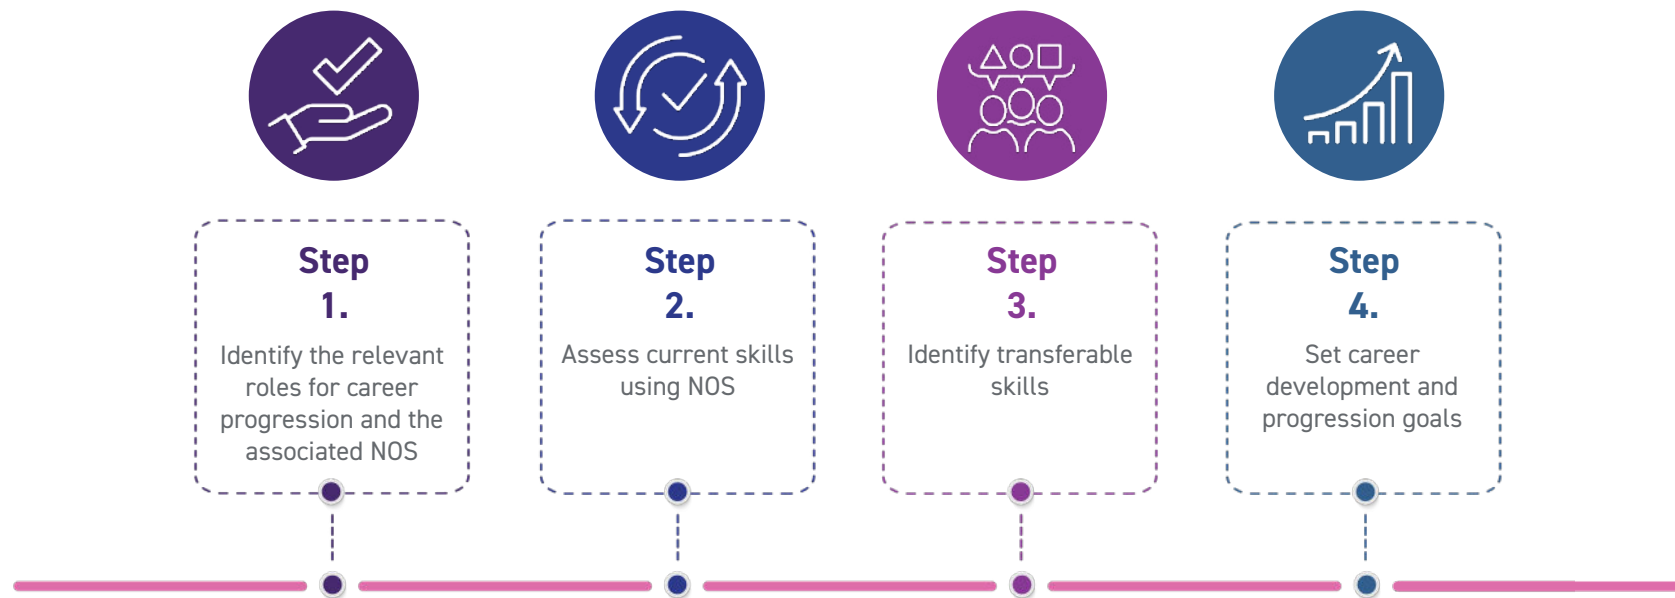 Step
1.
Identify the relevant
roles for career
progression and the
associated NOS
Step
2.
Assess current skills
using NOS
Step
3.
Identify transferable
skills
Step
4.
Set career
development and
progression goals